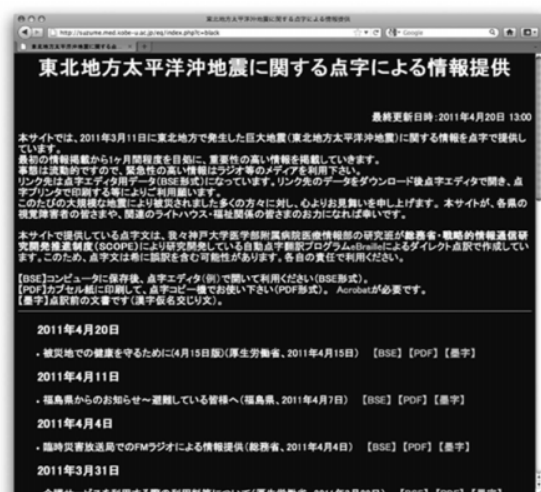 東北地方太平洋沖地震に関する点字による情報提供
http://suzume.med.kobe-u.ac.jp/eq/index.php?c=black
Google
東北地方太平洋沖地震に関する点字による情報提供
最終更新日時：2011年4月20日 13:00
本サイトでは、2011年3月11日に東北地方で発生した巨大地震（東北地方太平洋沖地震）に関する情報を点字で提供し
ています。
最初の情報掲載から1ヶ月間程度を目処に、重要性の高い情報を掲載していきます。
事態は流動的ですので、緊急性の高い情報はラジオ等のメディアを利用下さい。
リンク先は点字エディタ用データ（BSE形式）になっています。リンク先のデータをダウンロード後点字エディタで開き、点
字プリンタで印刷する等によりご利用願います。
このたびの大規模な地震により被災されました多くの方々に対し、心よりお見舞いを申し上げます。本サイトが、各県の
視覚障害者の皆さまや、関連のライトハウス・福祉関係の皆さまのお力になれば幸いです。
本サイトで提供している点字文は、我々神戸大学医学部附属病院医療情報部の研究班が総務省・戦略的情報通信研
究開発推進制度（SCOPE）により研究開発している自動点字翻訳プログラムeBrailleによるダイレクト点訳で作成してい
ます。このため、点字文は希に誤訳を含む可能性があります。各自の責任で利用ください。
【BSE】コンピュータに保存後、点字エディタ（例）で開いて利用ください（BSE形式）。
【PDF】カプセル紙に印刷して、点字コピー機でお使い下さい（PDF形式）。 Acrobatが必要です。
【墨字】点訳前の文書です（漢字仮名交じり文）。
2011年4月20日
・被災地での健康を守るために（4月15日版）（厚生労働省、2011年4月15日） 【BSE】【PDF】【墨字】
2011年4月11日
・福島県からのお知らせ～避難している皆様へ（福島県、2011年4月7日） 【BSE】【PDF】【墨字】
2011年4月4日
・臨時災害放送局でのFMラジオによる情報提供（総務省、2011年4月4日） 【BSE】【PDF】【墨字】
2011年3月31日